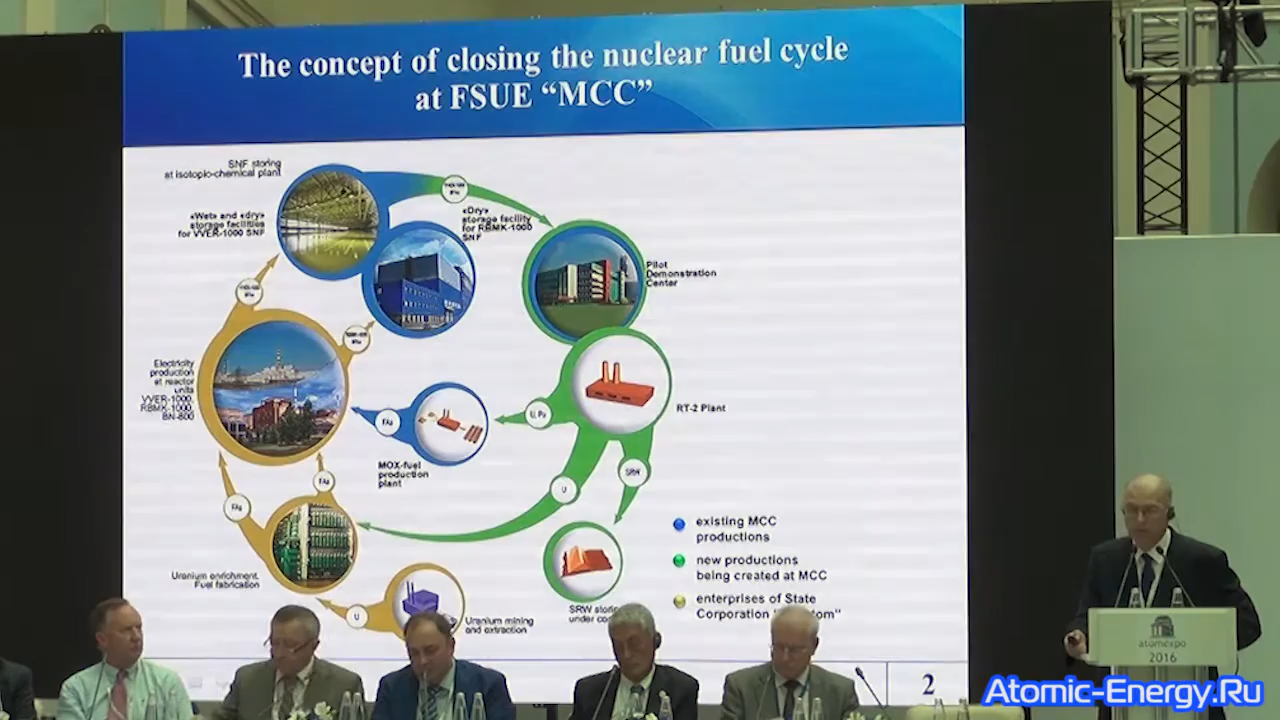 The concept of closing the nuclear fuel cycle
at FSUE “MCC”
SNF storing
at isotopic-chemical plant
«Wet» and «dry»
storage facilities
for VVER-1000 SNF
«Dry»
storage facility
for RBMK-1000
SNF
Pilot
Demonstration
Center
Electricity
production
at reactor
units
VVER-1000,
RBMK-1000,
BN-800
RT-2 Plant
U, Pu
FAs
MOX-fuel
production
plant
SRW
FAs
U
FAs
existing MCC
productions
new productions
being created at MCC
enterprises of State
Corporation
Uranium enrichment.
Fuel fabrication
U
Uranium mining
and extraction
SRW
under
2
atomexpo
2016
Atomic-Energy.Ru